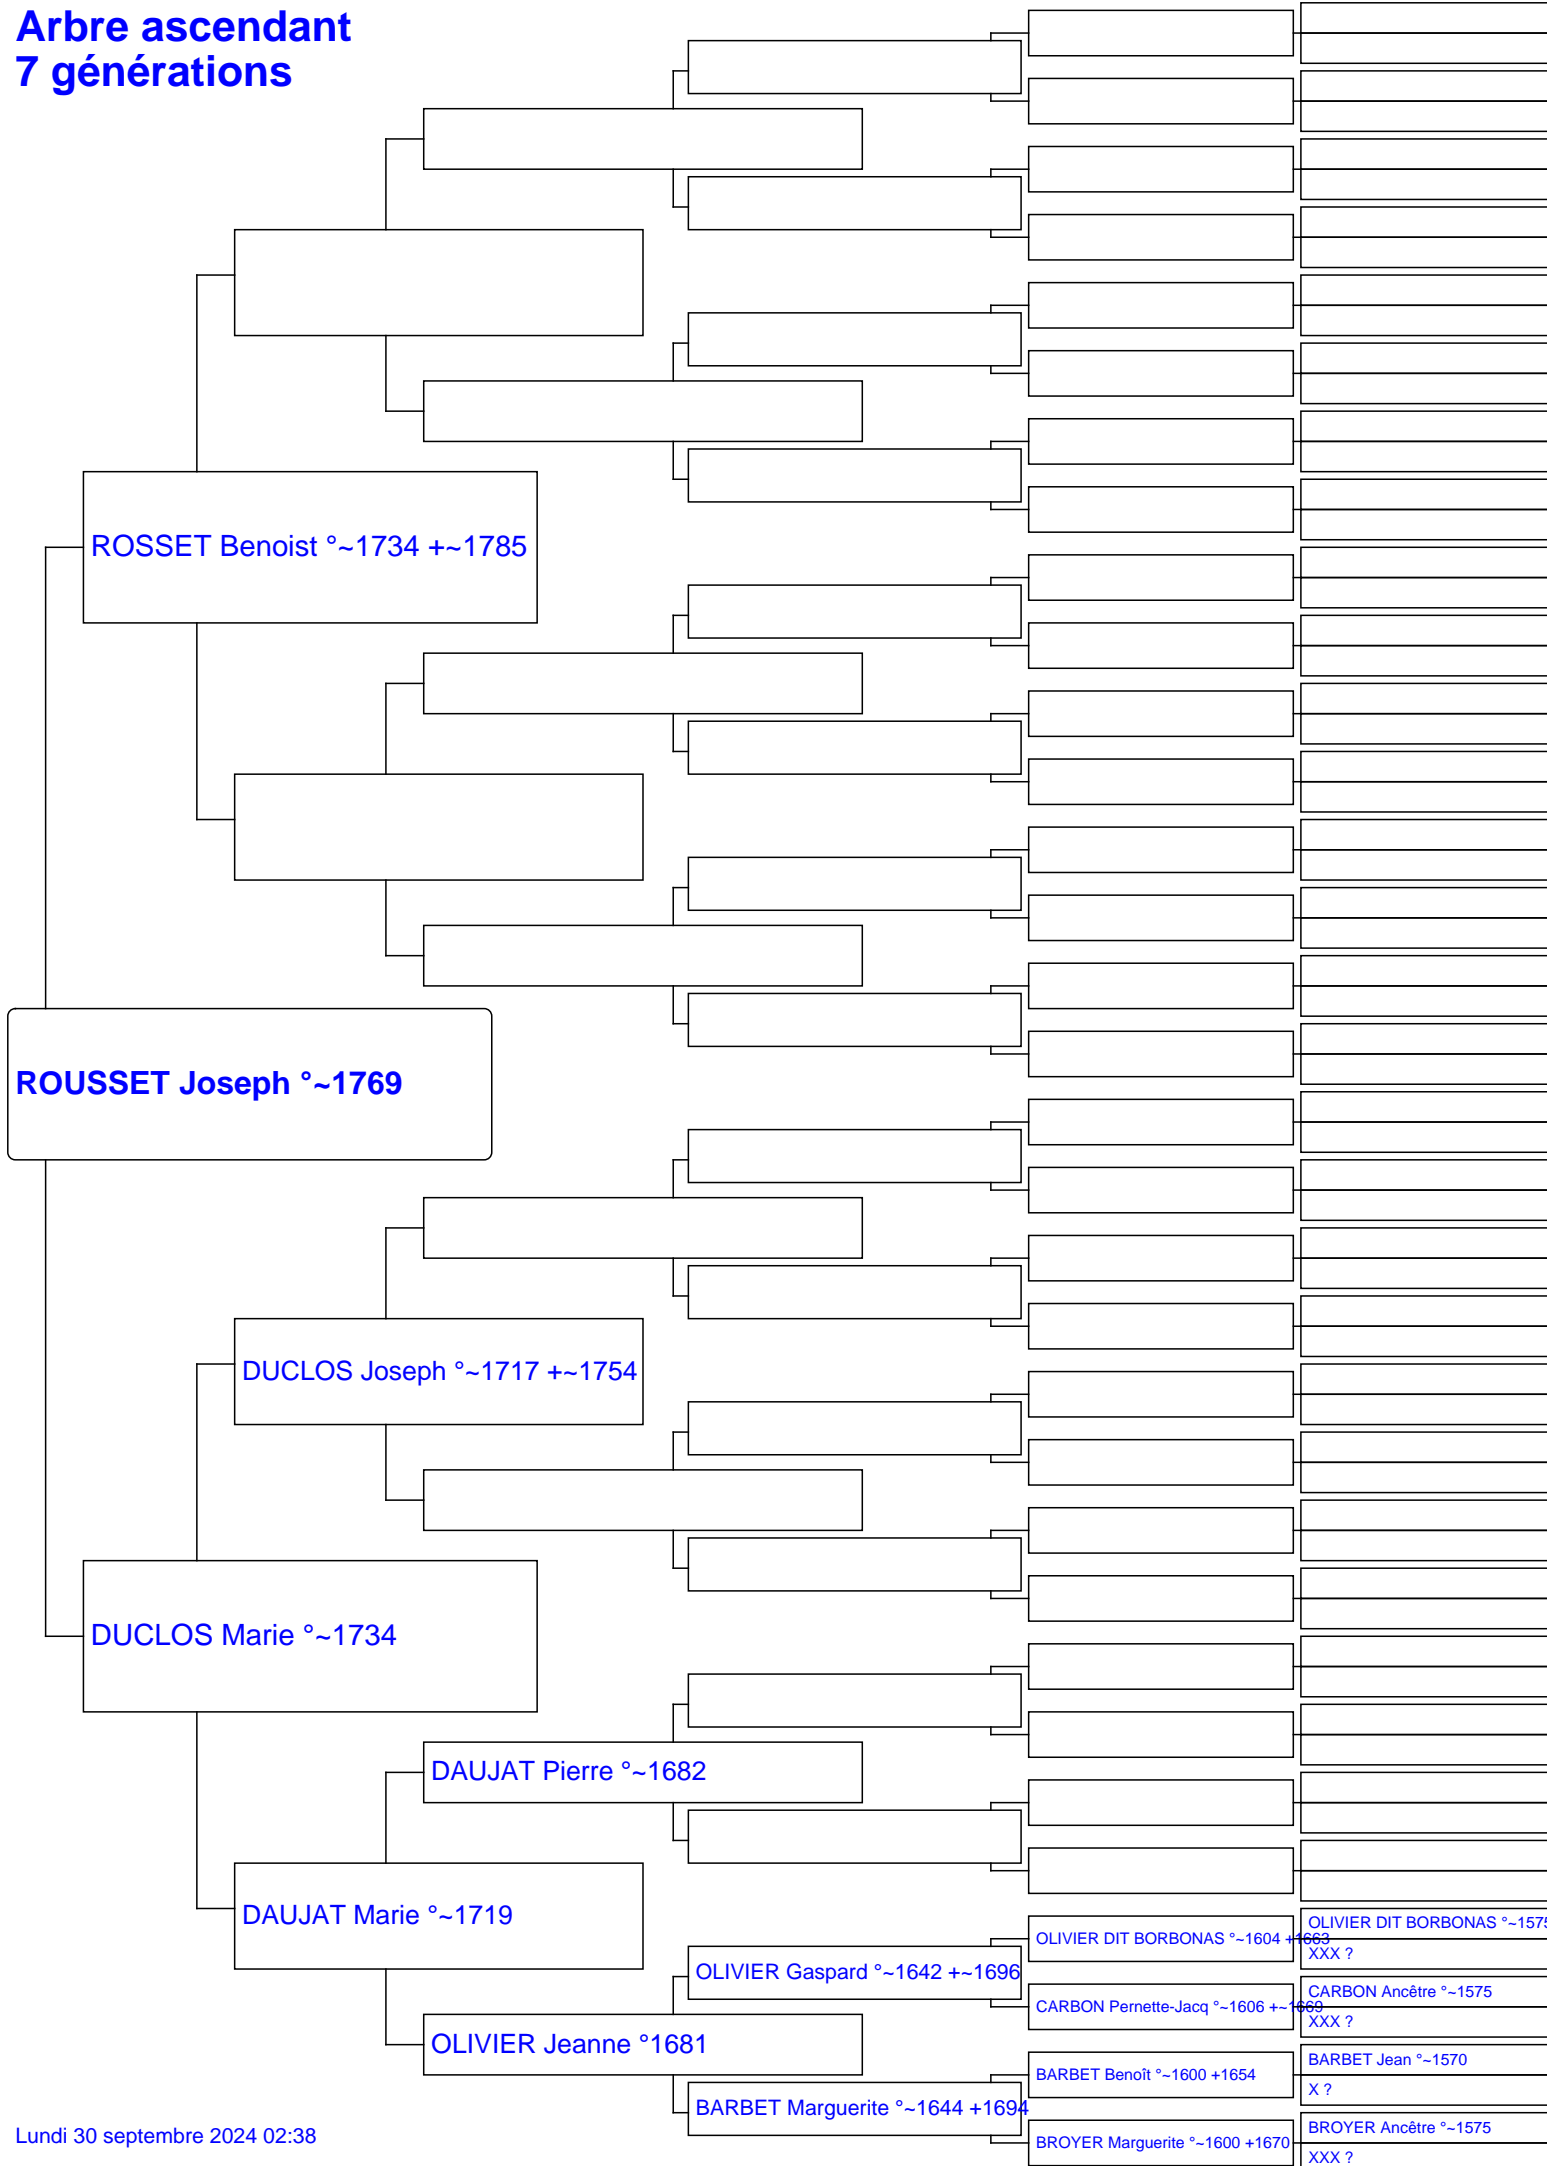 Arbre ascendant
7 générations
ROSSET Benoist °~1734 +~1785
ROUSSET Joseph °~1769
DUCLOS Joseph °~1717 +~1754
DUCLOS Marie °~1734
DAUJAT Pierre °~1682
DAUJAT Marie °~1719
OLIVIER DIT BORBONAS °~1575
OLIVIER DIT BORBONAS °~1604 +1663
XXX ?
OLIVIER Gaspard °~1642 +~1696
CARBON Ancêtre °~1575
CARBON Pernette-Jacq °~1606 +~1669
XXX ?
OLIVIER Jeanne °1681
BARBET Jean °~1570
BARBET Benoît °~1600 +1654
X ?
BARBET Marguerite °~1644 +1694
BROYER Ancêtre °~1575
BROYER Marguerite °~1600 +1670
XXX ?
Lundi 30 septembre 2024 02:38